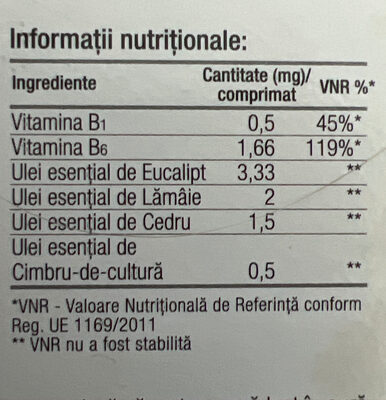 Informații nutriționale:
Ingrediente Cantitate (mg)/ comprimat VNR %*
Vitamina B1 0,5 45%*
Vitamina B6 1,66 119%*
Ulei esențial de Eucalipt 3,33 **
Ulei esențial de Lămâie 2 **
Ulei esențial de Cedru 1,5 **
Ulei esențial de
Cimbru-de-cultură 0,5 **
*VNR - Valoare Nutrițională de Referință conform
Reg. UE 1169/2011
** VNR nu a fost stabilită